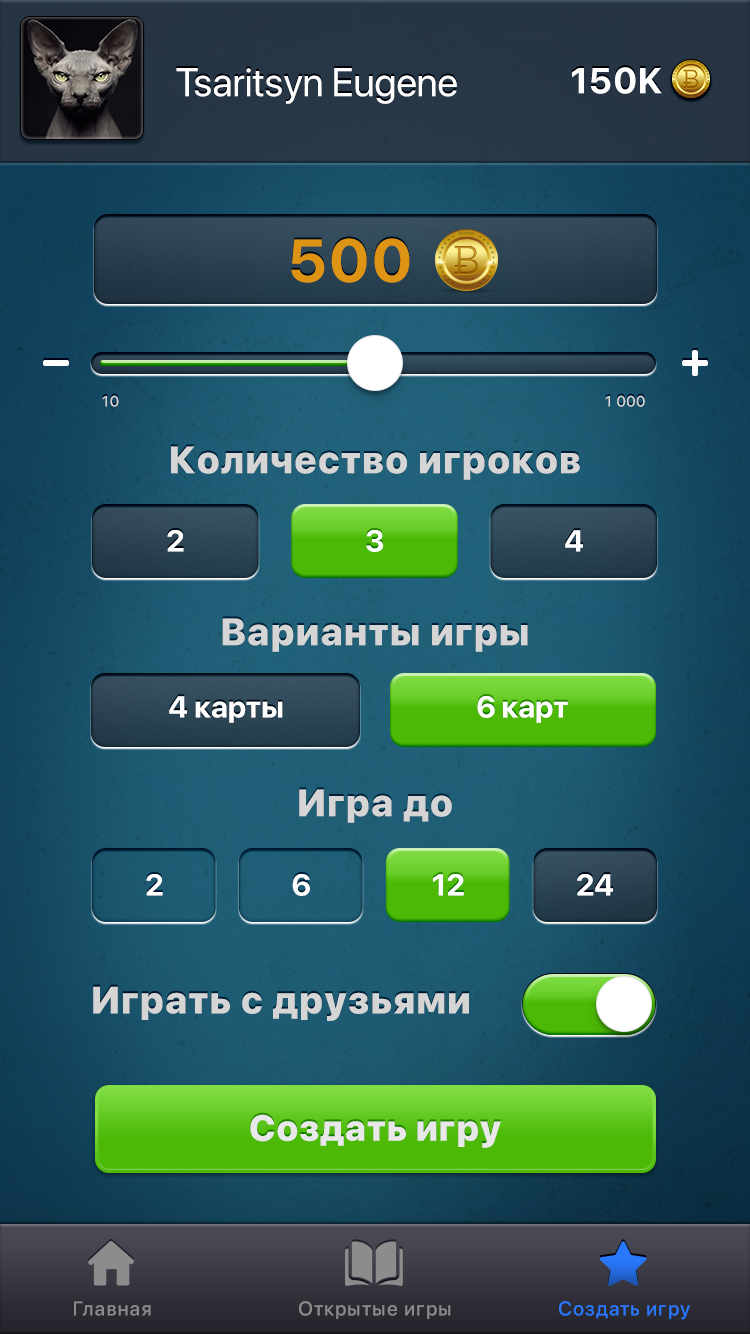 Tsaritsyn Eugene
150K
500
10
1 000
Количество игроков
2
3
4
Варианты игры
4 карты
6 карт
Игра до
2
6
12
24
Играть с друзьями
Создать игру
Главная
Открытые игры
Создать игру